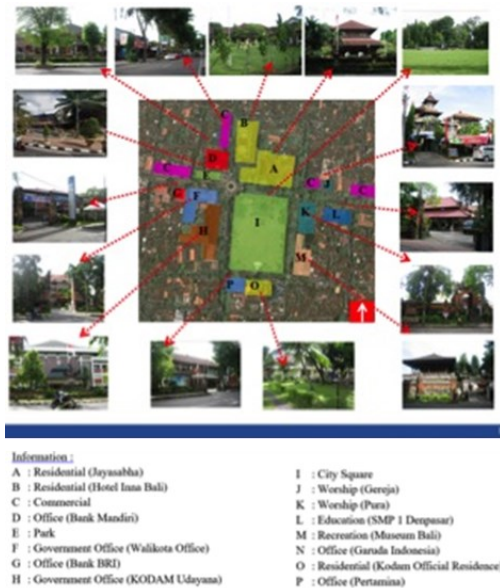 C
B
D
A
C
E
C
J
C
G
F
K
L
I
H
M
P
O
Information :
A : Residential (Jayasabha)
B : Residential (Hotel Inna Bali)
C : Commercial
D : Office (Bank Mandiri)
E : Park
F : Government Office (Walikota Office)
G : Office (Bank BRI)
H : Government Office (KODAM Udayana)
I : City Square
J : Worship (Gereja)
K : Worship (Pura)
L : Education (SMP 1 Denpasar)
M : Recreation (Museum Bali)
N : Office (Garuda Indonesia)
O : Residential (Kodam Official Residence
P : Office (Pertamina)